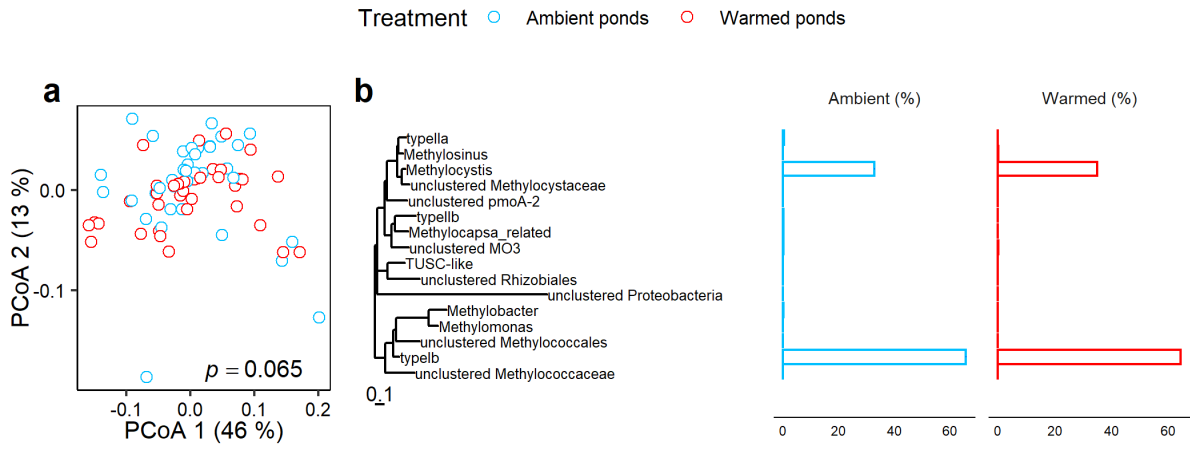 Treatment Ambient ponds Warmed ponds
a
PCoA 2 (13 %)
0.0
-0.1
p = 0.065
-0.1 0.0 0.1 0.2
PCoA 1 (46 %)
b
typeIIa
Methylosinus
Methylocystis
unclustered Methylocystaceae
unclustered pmoA-2
typeIIb
Methylocapsa_related
unclustered MO3
TUSC-like
unclustered Rhizobiales
unclustered Proteobacteria
Methylobacter
Methylomonas
unclustered Methylococcales
typeIb
unclustered Methylococcaceae
0.1
Ambient (%)
0 20 40 60
Warmed (%)
0 20 40 60